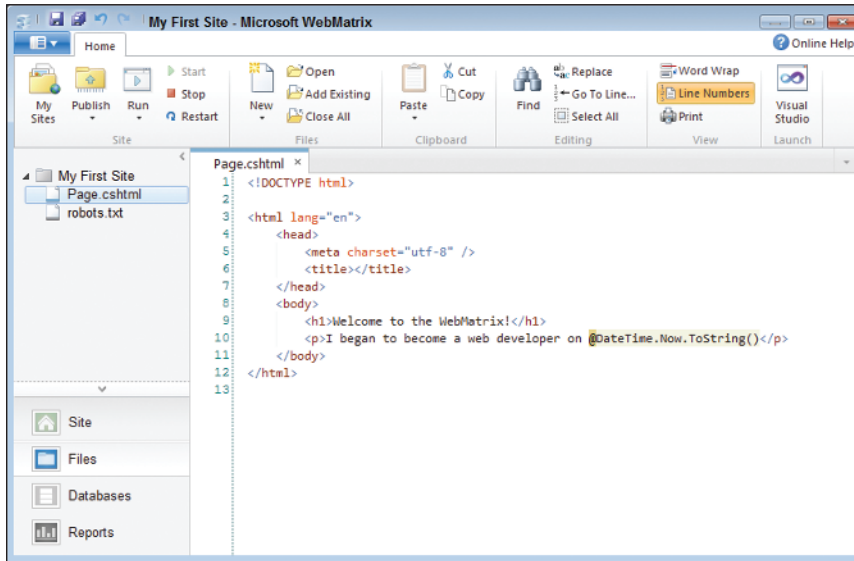 My First Site - Microsoft WebMatrix
Home
Online Help
My Sites
Publish
Run
Start
Stop
Restart
Site
New
Open
Add Existing
Close All
Files
Paste
Cut
Copy
Clipboard
Find
Replace
Go To Line...
Select All
Editing
Word Wrap
Line Numbers
Print
View
Visual Studio
Launch
My First Site
Page.cshtml
robots.txt
Site
Files
Databases
Reports
Page.cshtml ×
1 <!DOCTYPE html>
2
3 <html lang="en">
4     <head>
5         <meta charset="utf-8" />
6         <title></title>
7     </head>
8     <body>
9         <h1>Welcome to the WebMatrix!</h1>
10         <p>I began to become a web developer on @DateTime.Now.ToString()</p>
11     </body>
12 </html>
13